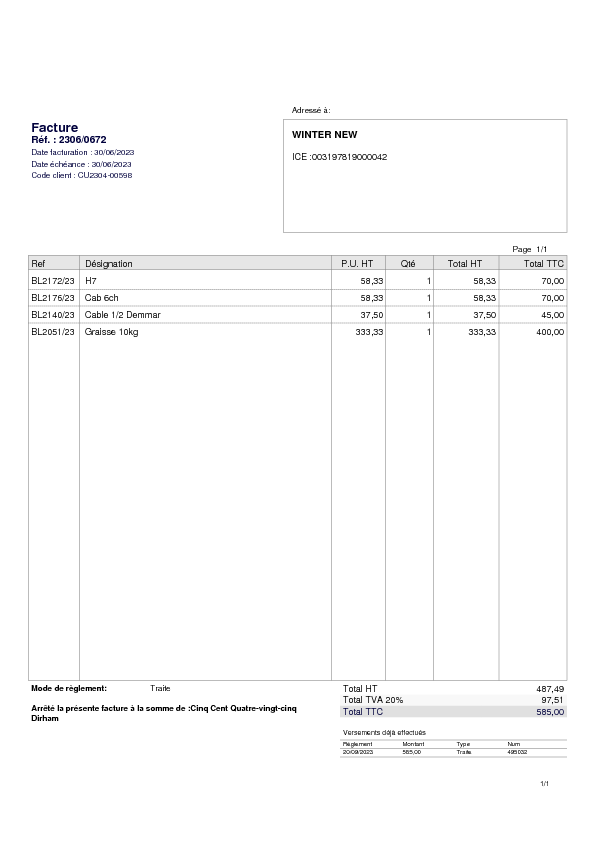 Adressé à:
Facture
Réf. : 2306/0672
Date facturation : 30/06/2023
Date échéance : 30/06/2023
Code client : CU2304-00598
WINTER NEW
ICE :003197819000042
Page 1/1
Ref Désignation P.U. HT Qté Total HT Total TTC
BL2172/23 H7 58,33 1 58,33 70,00
BL2176/23 Cab 6ch 58,33 1 58,33 70,00
BL2140/23 Cable 1/2 Demmar 37,50 1 37,50 45,00
BL2051/23 Graisse 10kg 333,33 1 333,33 400,00
Mode de règlement: Traite
Total HT 487,49
Total TVA 20% 97,51
Total TTC 585,00
Arrêté la présente facture à la somme de :Cinq Cent Quatre-vingt-cinq
Dirham
Versements déjà effectués
Règlement Montant Type Num
20/09/2023 585,00 Traite 495032
1/1